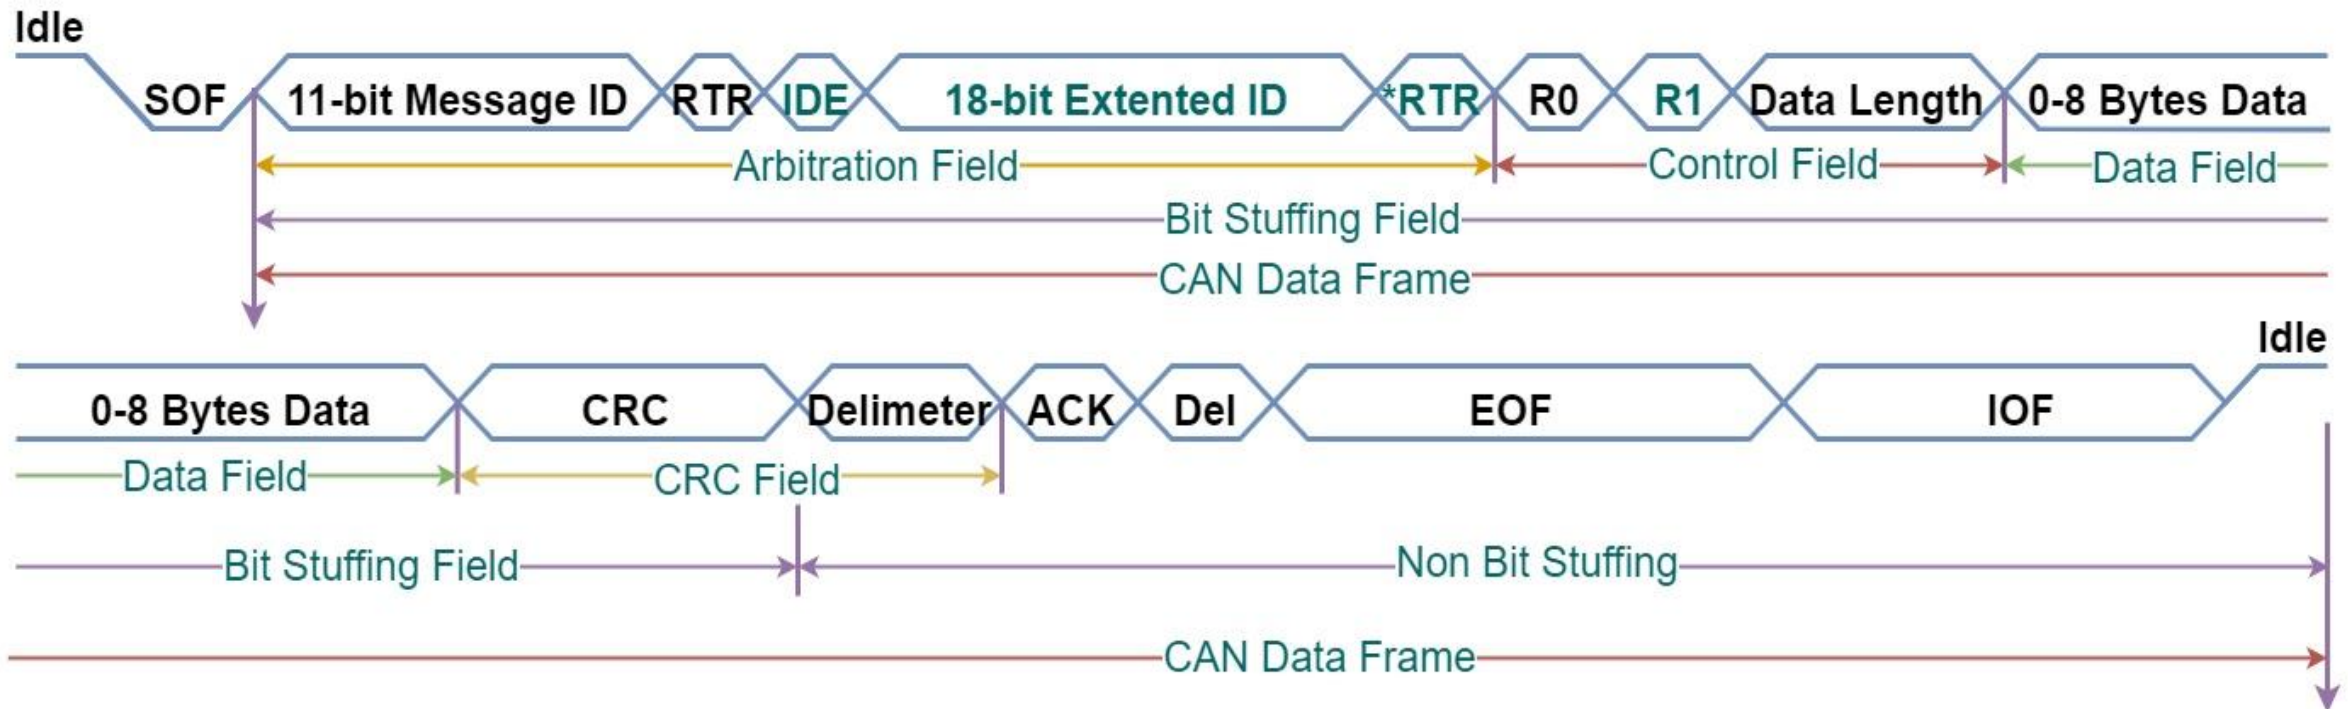 Idle
SOF 11-bit Message ID RTR IDE 18-bit Extented ID *RTR R0 R1 Data Length 0-8 Bytes Data
Arbitration Field Control Field Data Field
Bit Stuffing Field
CAN Data Frame
Idle
0-8 Bytes Data CRC Delimeter ACK Del EOF IOF
Data Field CRC Field
Bit Stuffing Field Non Bit Stuffing
CAN Data Frame